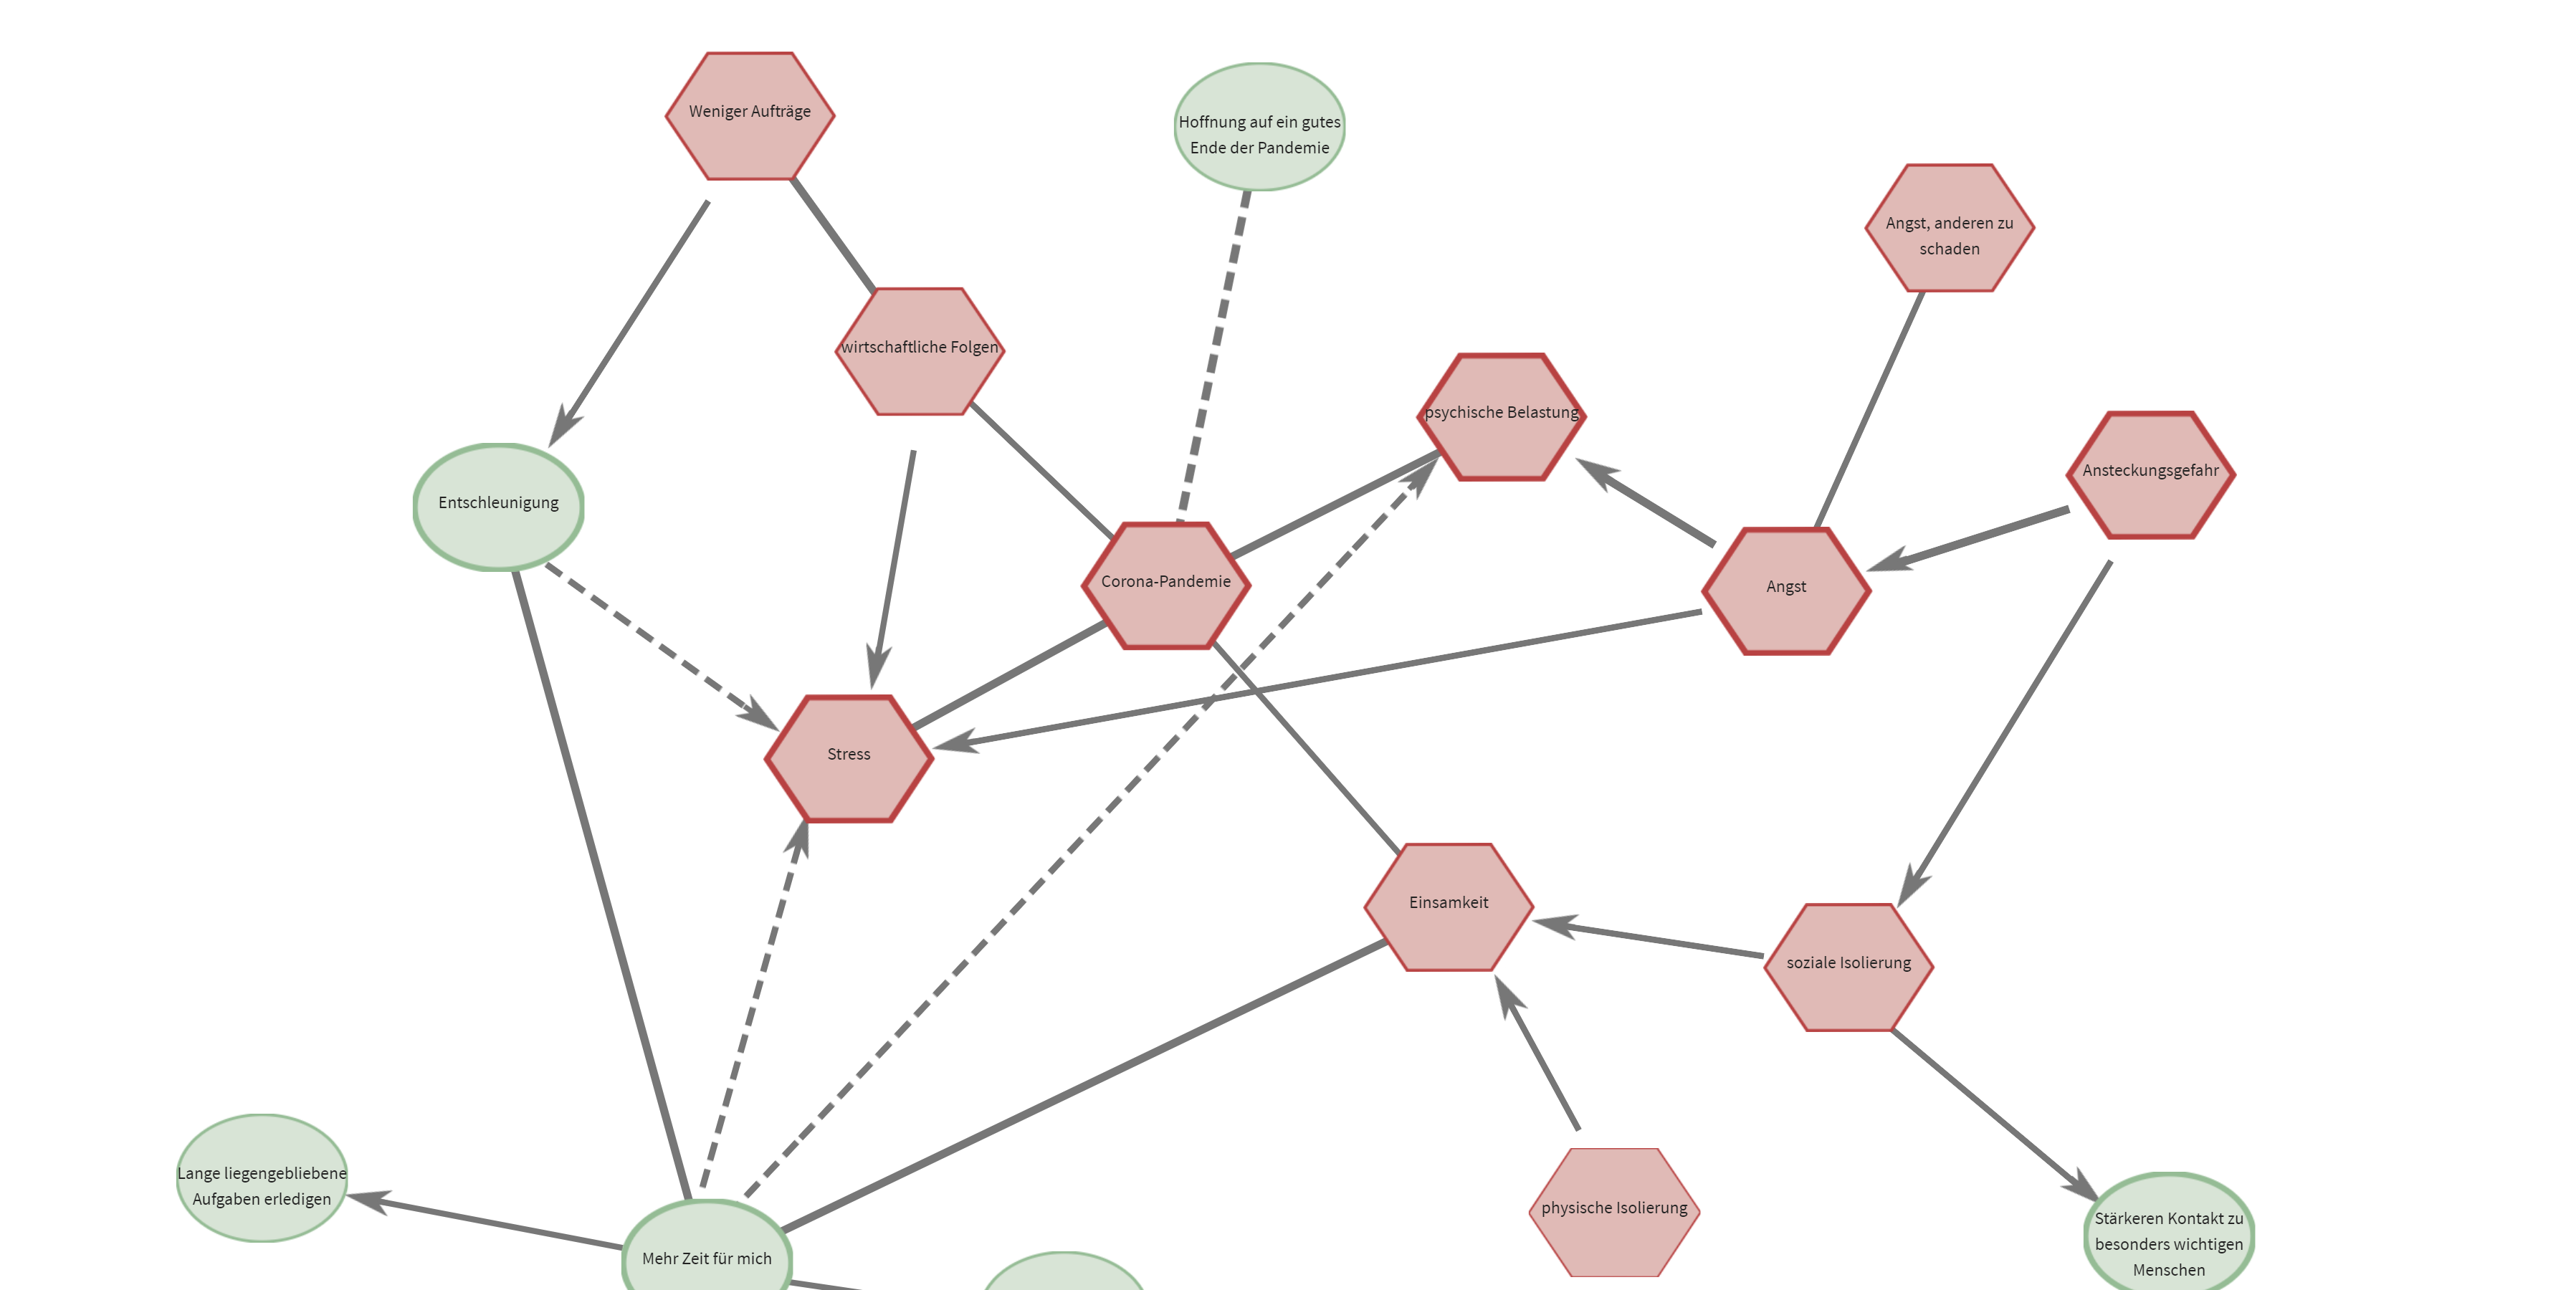 Weniger Aufträge
Hoffnung auf ein gutes
Ende der Pandemie
Angst, anderen zu
schaden
wirtschaftliche Folgen
psychische Belastung
Ansteckungsgefahr
Entschleunigung
Corona-Pandemie
Angst
Stress
Einsamkeit
soziale Isolierung
Lange liegengebliebene
Aufgaben erledigen
physische Isolierung
Stärkeren Kontakt zu
besonders wichtigen
Menschen
Mehr Zeit für mich